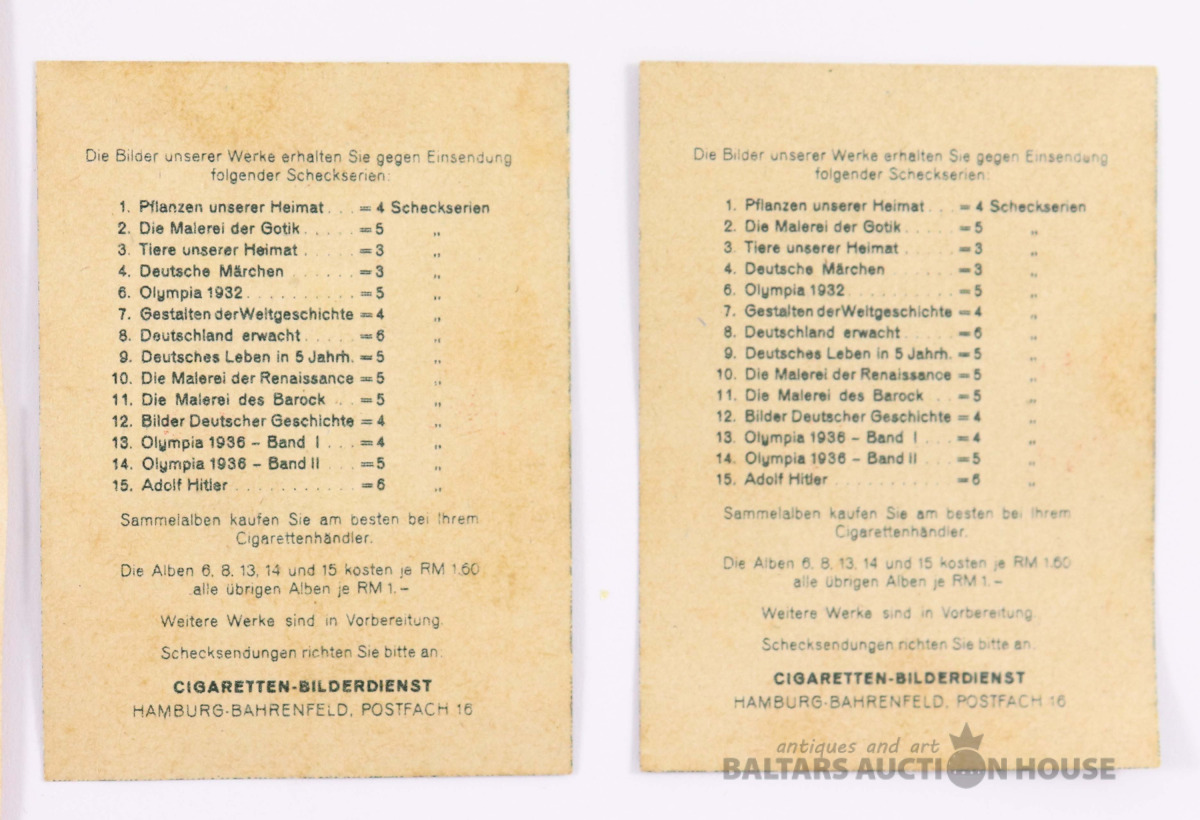 Die Bilder unserer Werke erhalten Sie gegen Einsendung
folgender Scheckserien:
1. Pflanzen unserer Heimat . . . = 4 Scheckserien
2. Die Malerei der Gotik . . . . . = 5 „
3. Tiere unserer Heimat . . . . . = 3 „
4. Deutsche Märchen . . . . . . = 3 „
6. Olympia 1932 . . . . . . . . . . = 5 „
7. Gestalten der Weltgeschichte = 4 „
8. Deutschland erwacht . . . . . = 6 „
9. Deutsches Leben in 5 Jahrh. = 5 „
10. Die Malerei der Renaissance = 5 „
11. Die Malerei des Barock . . = 5 „
12. Bilder Deutscher Geschichte = 4 „
13. Olympia 1936 – Band I . . . = 4 „
14. Olympia 1936 – Band II . . . = 5 „
15. Adolf Hitler . . . . . . . . . . . = 6 „
Sammelalben kaufen Sie am besten bei Ihrem
Cigarettenhändler.
Die Alben 6, 8, 13, 14 und 15 kosten je RM 1.60
alle übrigen Alben je RM 1.–
Weitere Werke sind in Vorbereitung.
Schecksendungen richten Sie bitte an:
CIGARETTEN-BILDERDIENST
HAMBURG-BAHRENFELD, POSTFACH 16
Die Bilder unserer Werke erhalten Sie gegen Einsendung
folgender Scheckserien:
1. Pflanzen unserer Heimat . . . = 4 Scheckserien
2. Die Malerei der Gotik . . . . . = 5 „
3. Tiere unserer Heimat . . . . . = 3 „
4. Deutsche Märchen . . . . . . = 3 „
6. Olympia 1932 . . . . . . . . . . = 5 „
7. Gestalten der Weltgeschichte = 4 „
8. Deutschland erwacht . . . . . = 6 „
9. Deutsches Leben in 5 Jahrh. = 5 „
10. Die Malerei der Renaissance = 5 „
11. Die Malerei des Barock . . = 5 „
12. Bilder Deutscher Geschichte = 4 „
13. Olympia 1936 – Band I . . . = 4 „
14. Olympia 1936 – Band II . . . = 5 „
15. Adolf Hitler . . . . . . . . . . . = 6 „
Sammelalben kaufen Sie am besten bei Ihrem
Cigarettenhändler.
Die Alben 6, 8, 13, 14 und 15 kosten je RM 1.60
alle übrigen Alben je RM 1.–
Weitere Werke sind in Vorbereitung.
Schecksendungen richten Sie bitte an:
CIGARETTEN-BILDERDIENST
HAMBURG-BAHRENFELD, POSTFACH 16
antiques and art
BALTARS AUCTION HOUSE